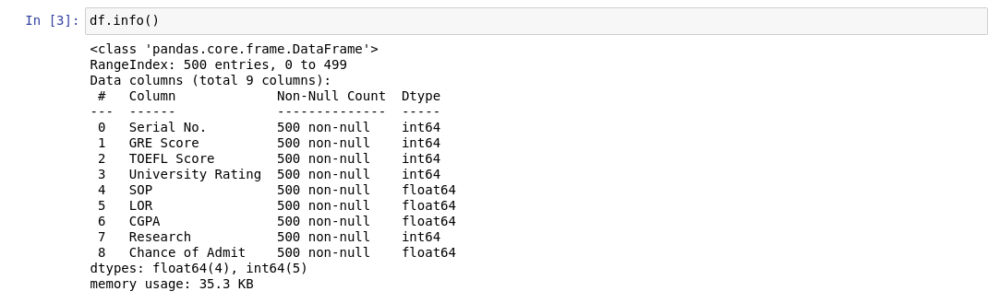 In [3]: df.info()
<class 'pandas.core.frame.DataFrame'>
RangeIndex: 500 entries, 0 to 499
Data columns (total 9 columns):
 #   Column             Non-Null Count  Dtype
---  ------             --------------  -----
 0   Serial No.         500 non-null    int64
 1   GRE Score          500 non-null    int64
 2   TOEFL Score        500 non-null    int64
 3   University Rating  500 non-null    int64
 4   SOP                500 non-null    float64
 5   LOR                500 non-null    float64
 6   CGPA               500 non-null    float64
 7   Research           500 non-null    int64
 8   Chance of Admit    500 non-null    float64
dtypes: float64(4), int64(5)
memory usage: 35.3 KB